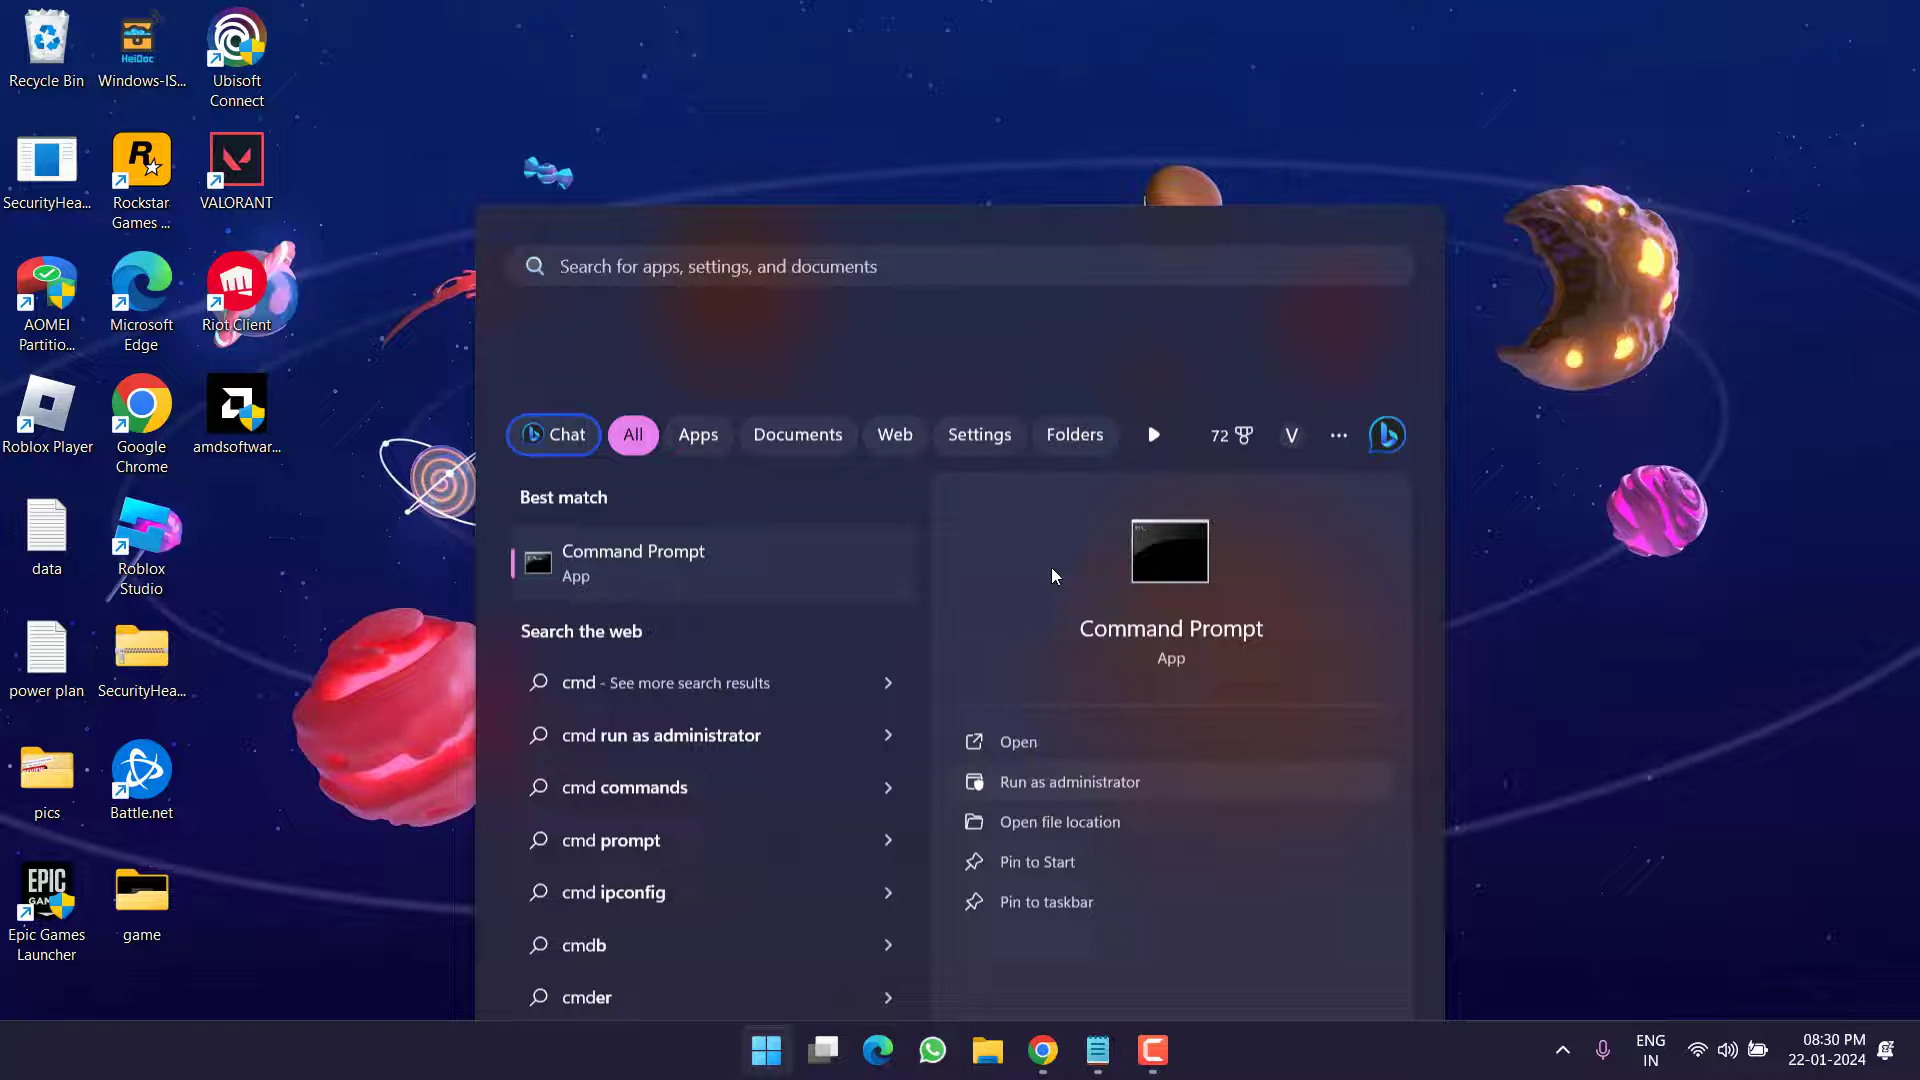 Recycle Bin
Windows-IS...
HeiDoc
Ubisoft
Connect
SecurityHea...
Rockstar
Games ...
VALORANT
AOMEI
Partitio...
Microsoft
Edge
Riot Client
Roblox Player
Google
Chrome
amdsoftwar...
data
Roblox
Studio
power plan
SecurityHea...
pics
Battle.net
EPIC
Epic Games
Launcher
game
Search for apps, settings, and documents
Chat
All
Apps
Documents
Web
Settings
Folders
72
V
Best match
Command Prompt
App
Search the web
cmd - See more search results
cmd run as administrator
cmd commands
cmd prompt
cmd ipconfig
cmdb
cmder
Command Prompt
App
Open
Run as administrator
Open file location
Pin to Start
Pin to taskbar
ENG
IN
08:30 PM
22-01-2024